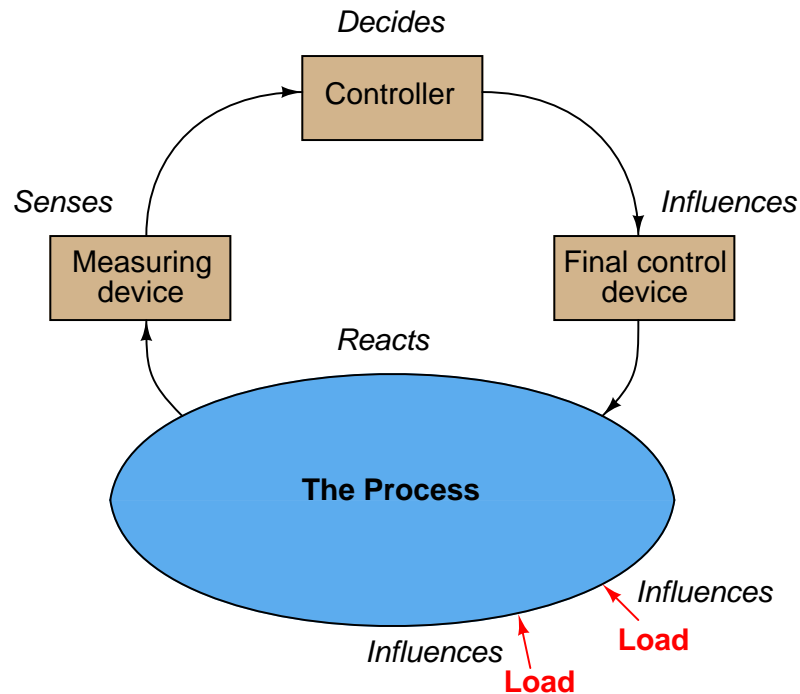 Decides
Controller
Senses
Influences
Measuring
device
Final control
device
Reacts
The Process
Influences
Load
Influences
Load